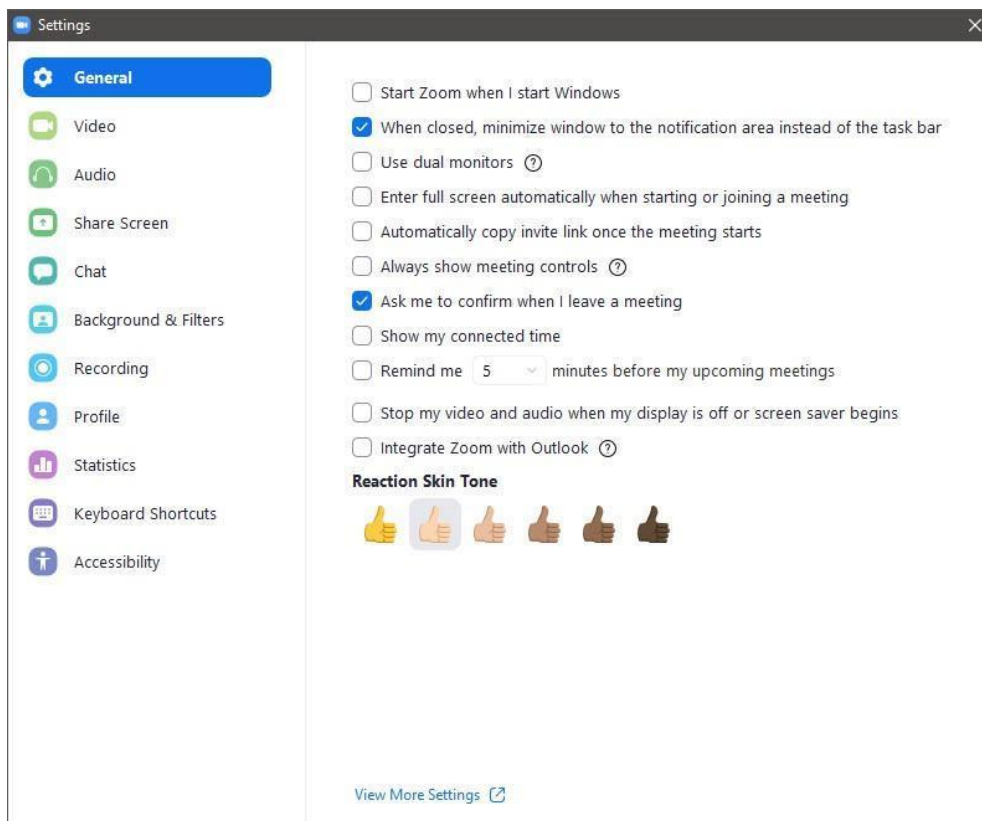 Settings
General
Video
Audio
Share Screen
Chat
Background & Filters
Recording
Profile
Statistics
Keyboard Shortcuts
Accessibility
Start Zoom when I start Windows
When closed, minimize window to the notification area instead of the task bar
Use dual monitors ?
Enter full screen automatically when starting or joining a meeting
Automatically copy invite link once the meeting starts
Always show meeting controls ?
Ask me to confirm when I leave a meeting
Show my connected time
Remind me 5 minutes before my upcoming meetings
Stop my video and audio when my display is off or screen saver begins
Integrate Zoom with Outlook ?
Reaction Skin Tone
View More Settings